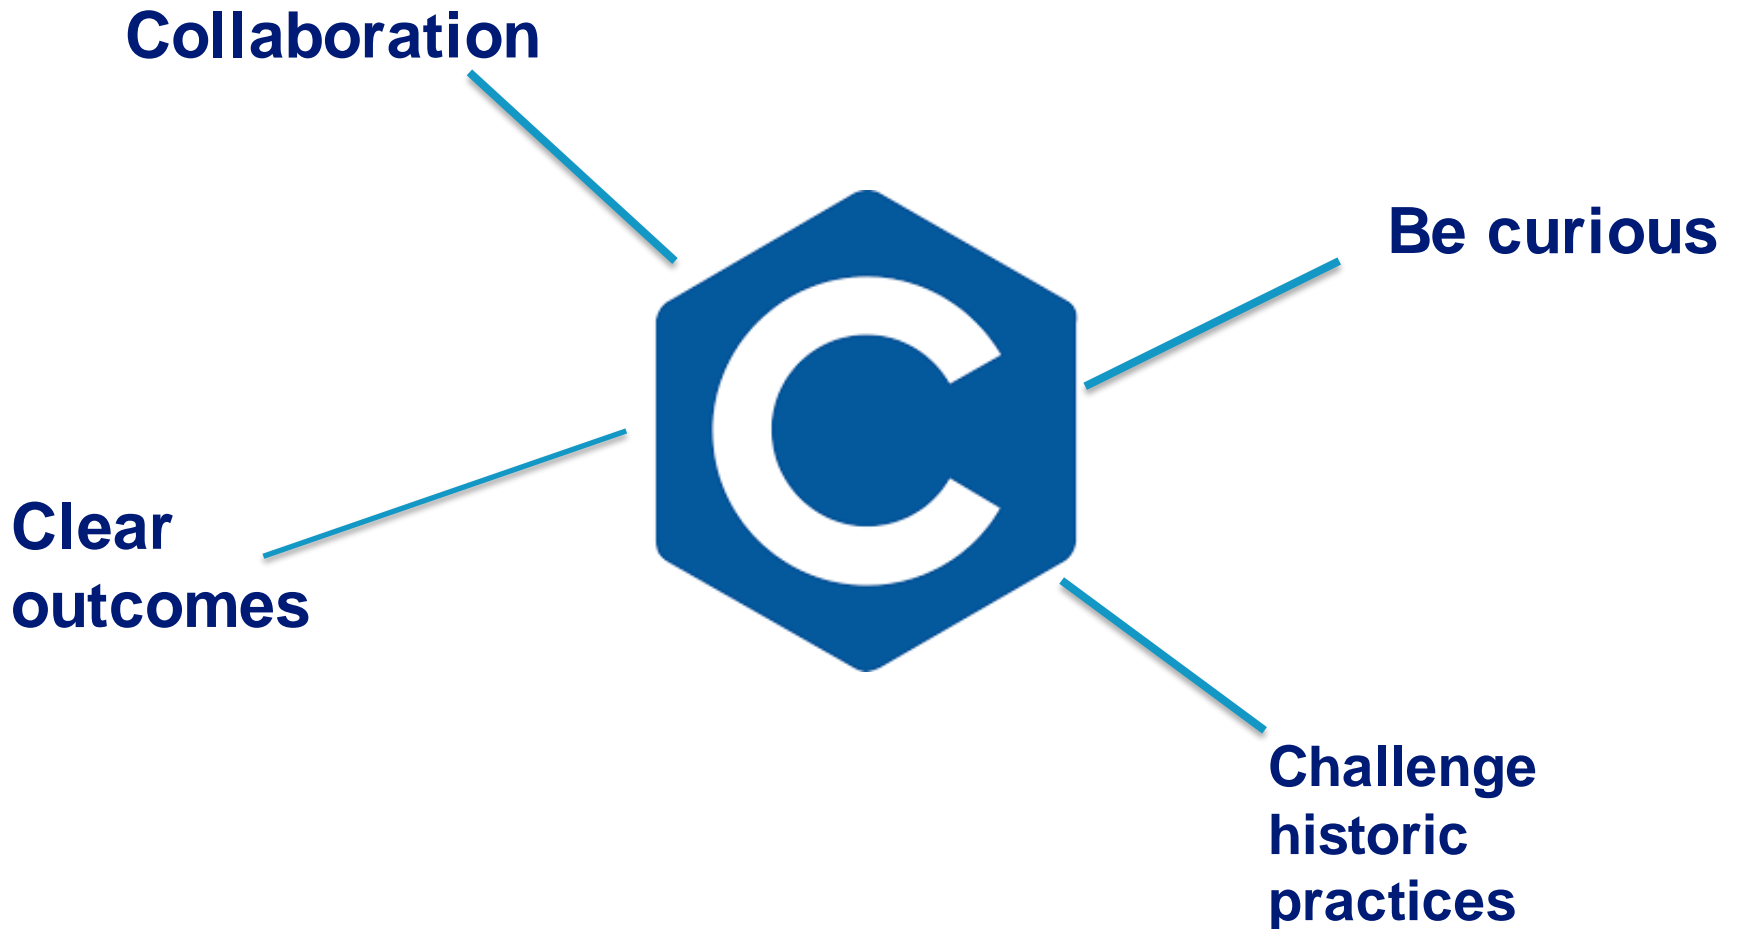 Collaboration
Be curious
C
Clear
outcomes
Challenge
historic
practices